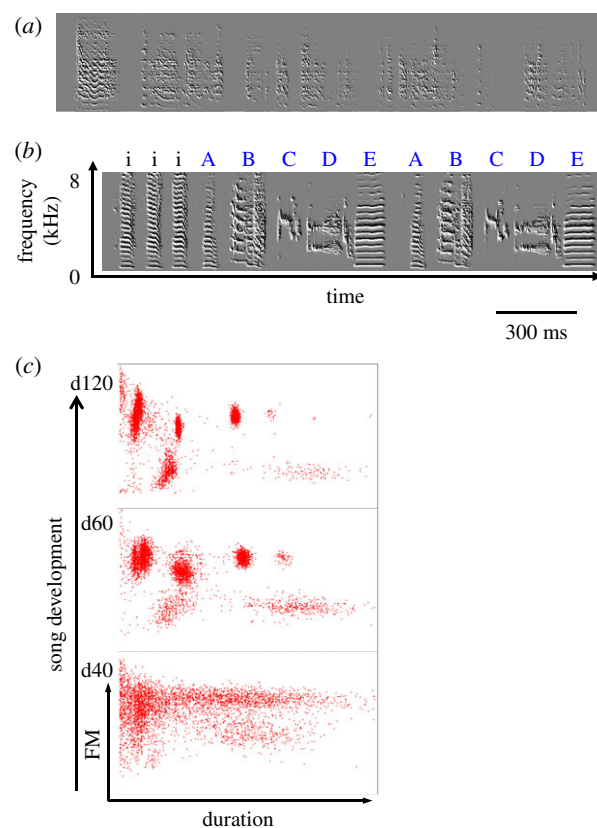 (a)
(b) i i i A B C D E A B C D E
8
frequency
(kHz)
0
time
300 ms
(c)
d120
d60
d40
song development
FM
duration